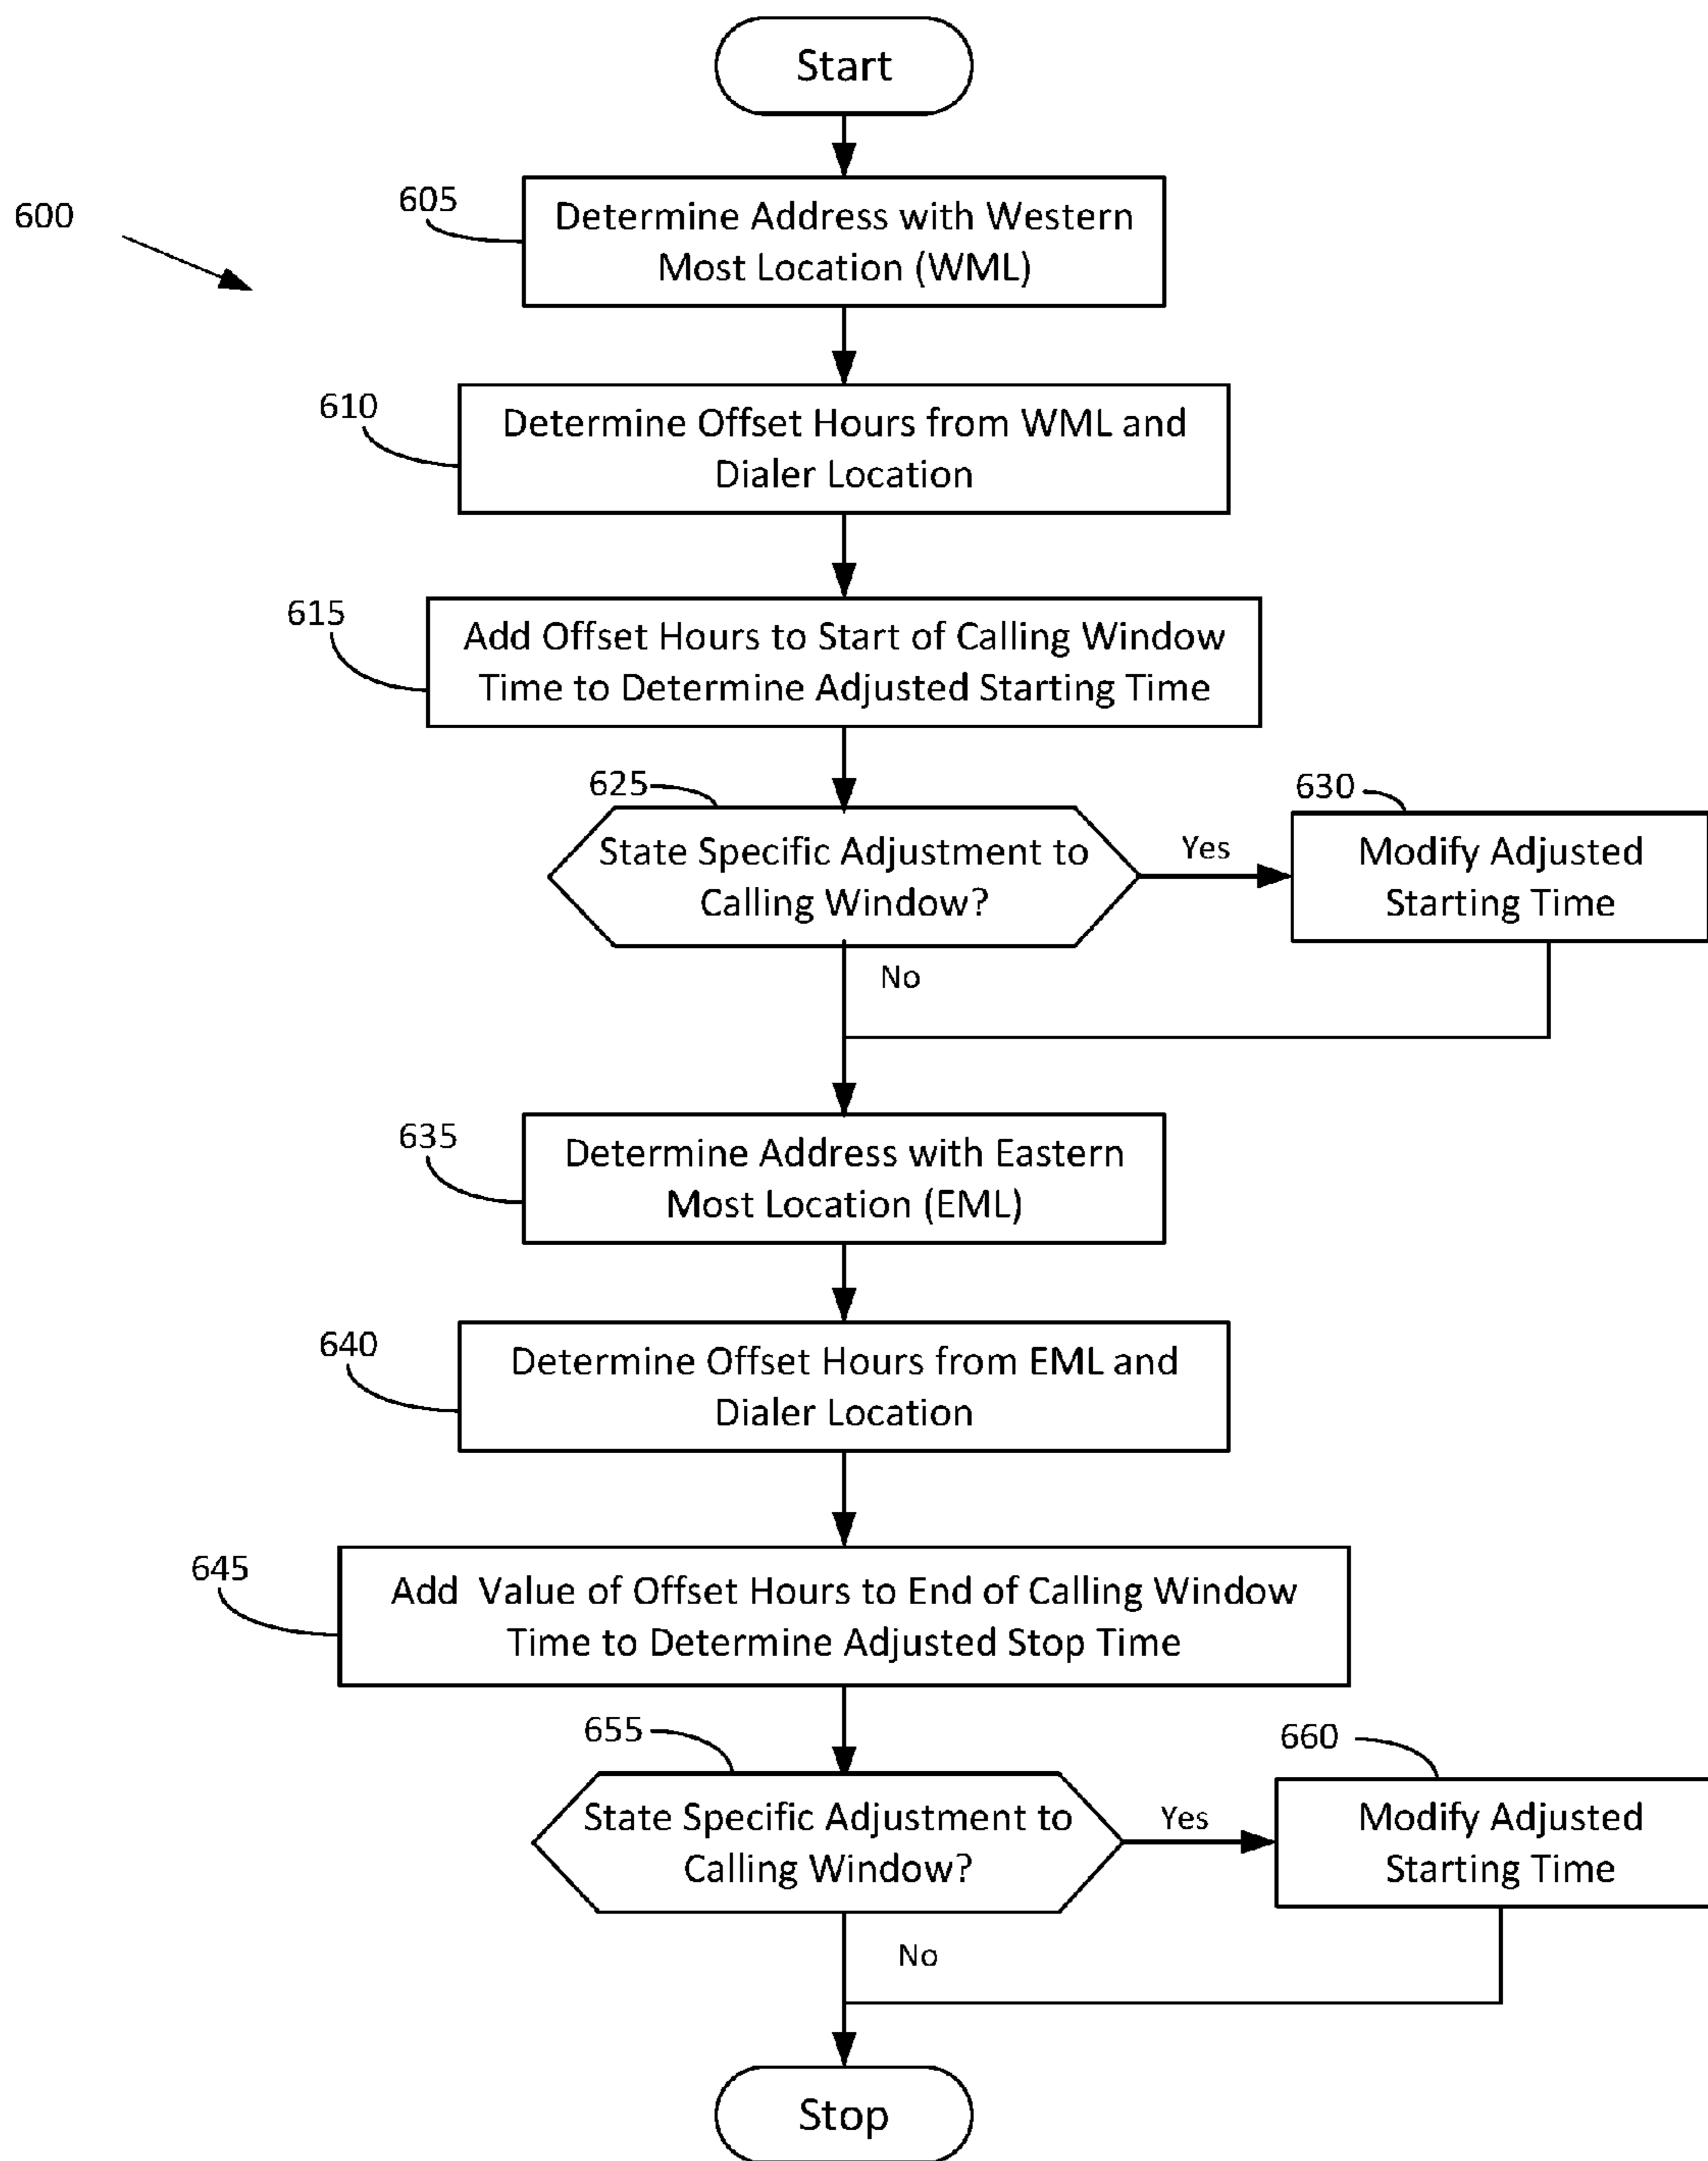 Start
600
605
Determine Address with Western
Most Location (WML)
610
Determine Offset Hours from WML and
Dialer Location
615
Add Offset Hours to Start of Calling Window
Time to Determine Adjusted Starting Time
625
State Specific Adjustment to
Calling Window?
Yes
630
Modify Adjusted
Starting Time
No
635
Determine Address with Eastern
Most Location (EML)
640
Determine Offset Hours from EML and
Dialer Location
645
Add Value of Offset Hours to End of Calling Window
Time to Determine Adjusted Stop Time
655
State Specific Adjustment to
Calling Window?
Yes
660
Modify Adjusted
Starting Time
No
Stop